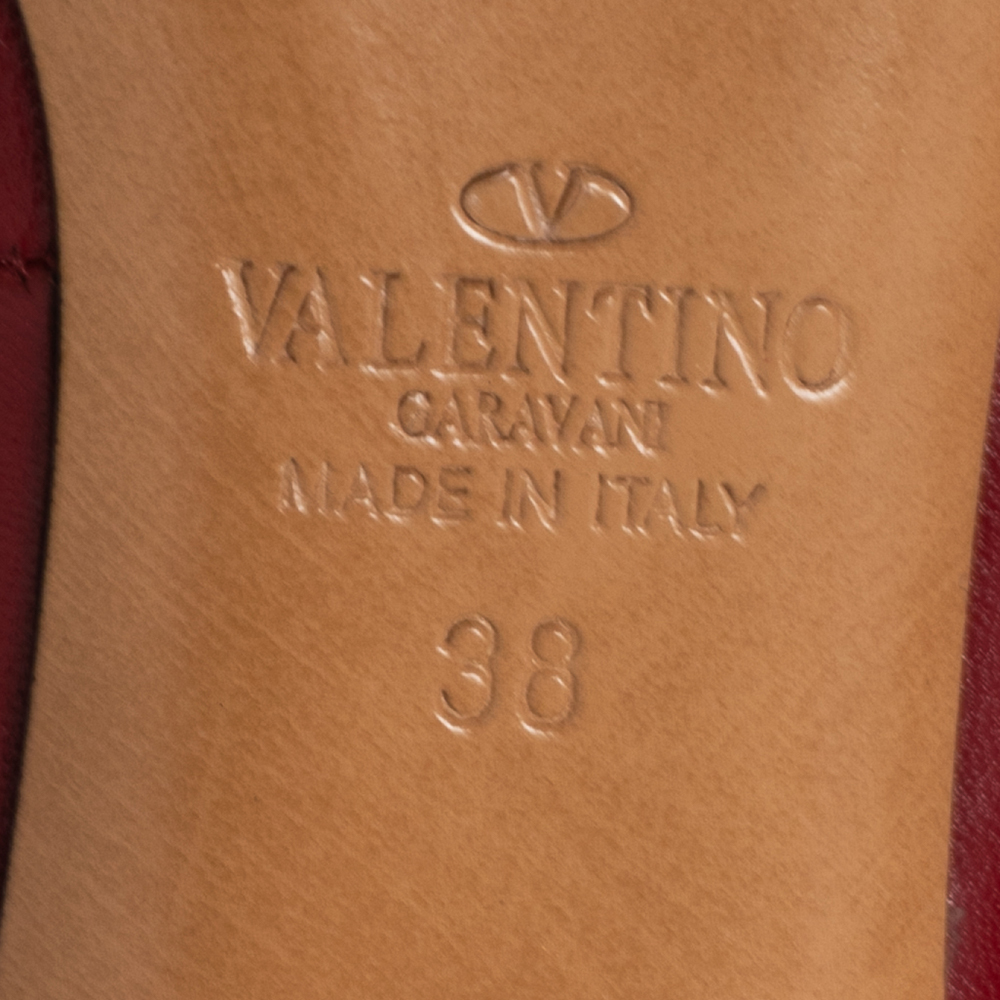 V
VALENTINO
GARAVANI
MADE IN ITALY
38